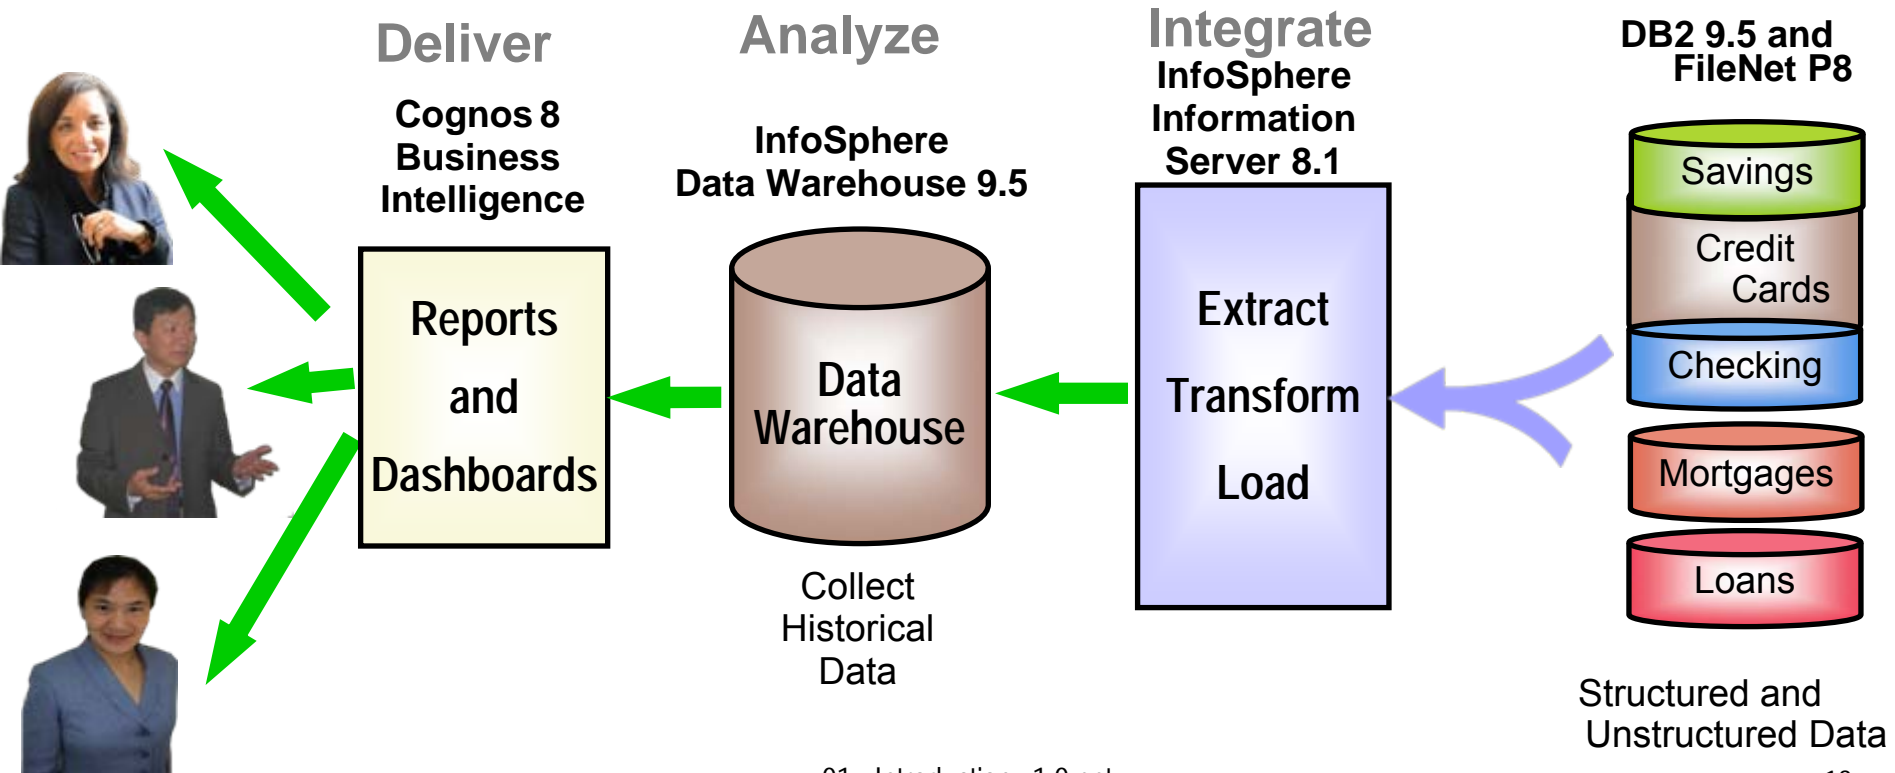 Deliver
Analyze
Integrate
DB2 9.5 and
FileNet P8
Cognos 8
Business
Intelligence
InfoSphere
Data Warehouse 9.5
InfoSphere
Information
Server 8.1
Reports
and
Dashboards
Data
Warehouse
Extract
Transform
Load
Savings
Credit
Cards
Checking
Mortgages
Loans
Collect
Historical
Data
Structured and
Unstructured Data